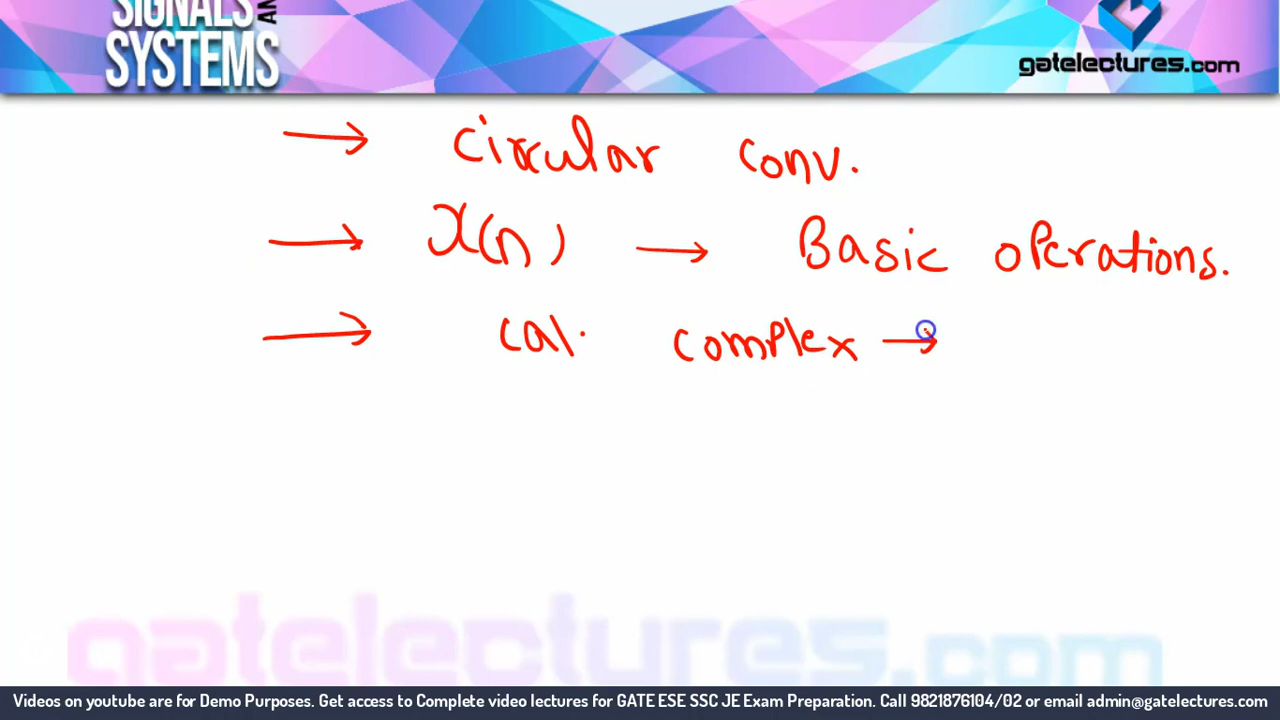 SIGNALS AND
SYSTEMS
gatelectures.com
→ circular conv.
→ x(n) → Basic operations.
→ cal. complex →
gatelectures.com
Videos on youtube are for Demo Purposes. Get access to Complete video lectures for GATE ESE SSC JE Exam Preparation. Call 9821876104/02 or email admin@gatelectures.com